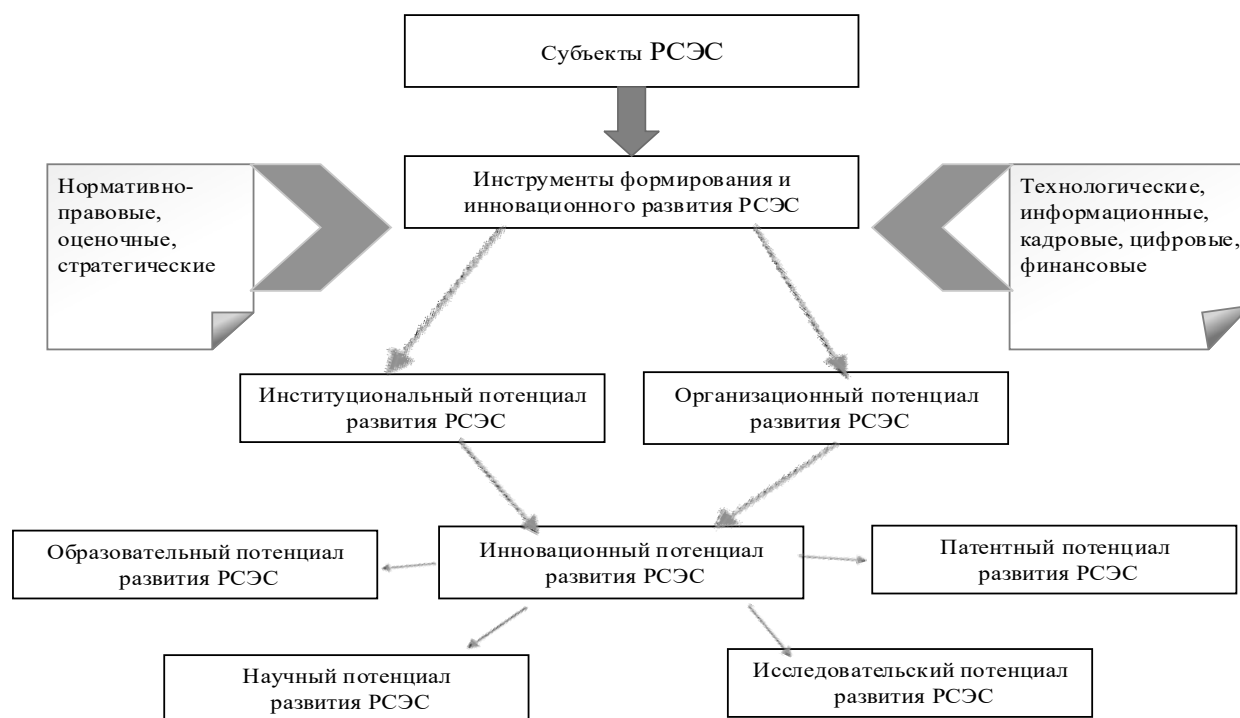 Субъекты РСЭС
Инструменты формирования и
инновационного развития РСЭС
Нормативно-
правовые,
оценочные,
стратегические
Технологические,
информационные,
кадровые, цифровые,
финансовые
Институциональный потенциал
развития РСЭС
Организационный потенциал
развития РСЭС
Образовательный потенциал
развития РСЭС
Инновационный потенциал
развития РСЭС
Патентный потенциал
развития РСЭС
Научный потенциал
развития РСЭС
Исследовательский потенциал
развития РСЭС